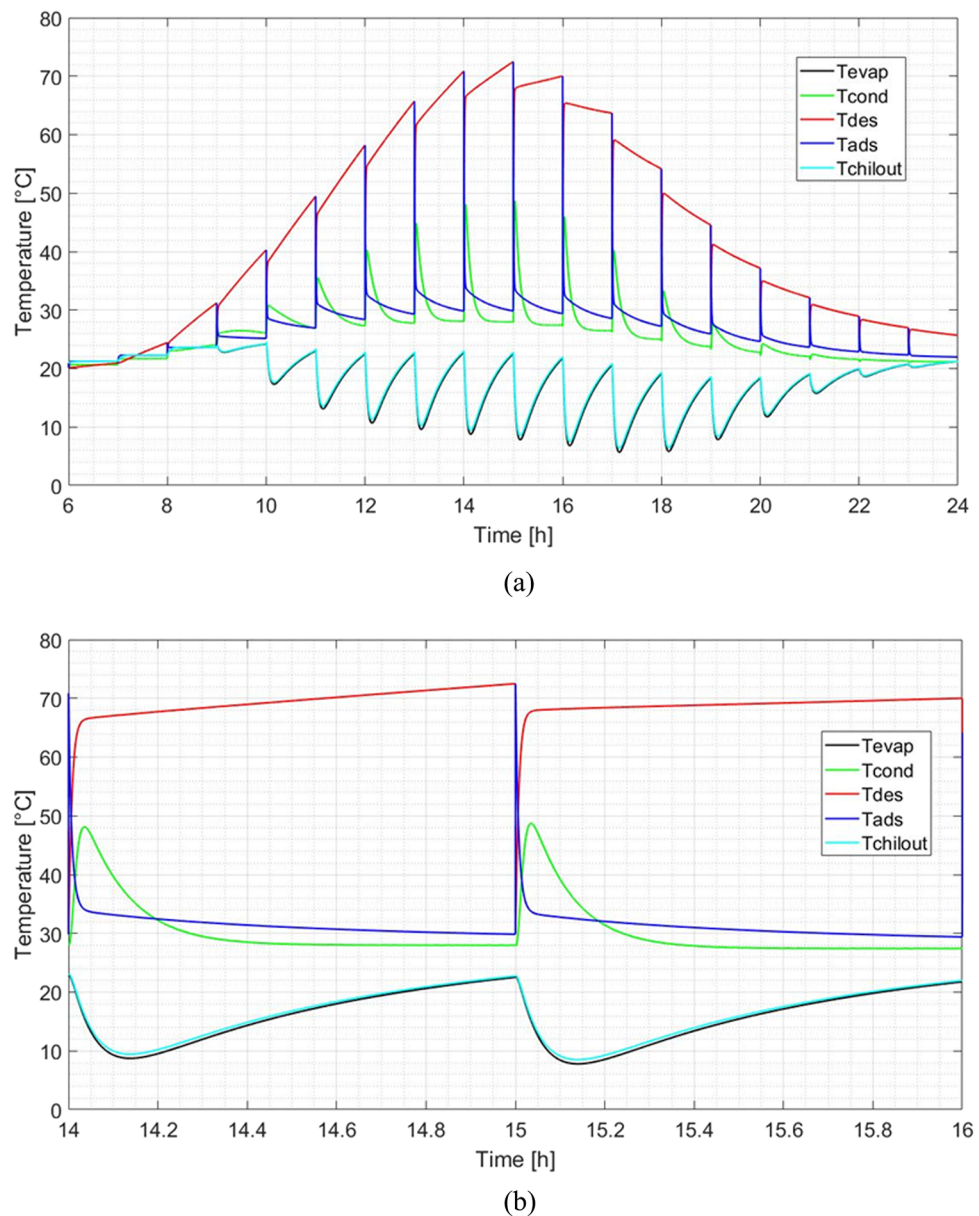 80
70
60
50
40
30
20
10
0
Temperature [°C]
Tevap
Tcond
Tdes
Tads
Tchilout
6 8 10 12 14 16 18 20 22 24
Time [h]
(a)
80
70
60
50
40
30
20
10
0
Temperature [°C]
Tevap
Tcond
Tdes
Tads
Tchilout
14 14.2 14.4 14.6 14.8 15 15.2 15.4 15.6 15.8 16
Time [h]
(b)